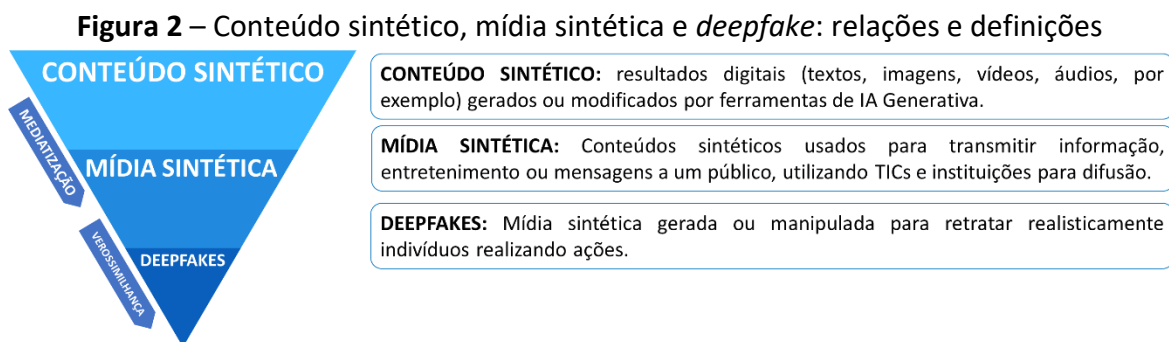 Figura 2 – Conteúdo sintético, mídia sintética e deepfake: relações e definições
CONTEÚDO SINTÉTICO
MEDIATIZAÇÃO
MÍDIA SINTÉTICA
VEROSSIMILHANÇA
DEEPFAKES
CONTEÚDO SINTÉTICO: resultados digitais (textos, imagens, vídeos, áudios, por
exemplo) gerados ou modificados por ferramentas de IA Generativa.
MÍDIA SINTÉTICA: Conteúdos sintéticos usados para transmitir informação,
entretenimento ou mensagens a um público, utilizando TICs e instituições para difusão.
DEEPFAKES: Mídia sintética gerada ou manipulada para retratar realisticamente
indivíduos realizando ações.